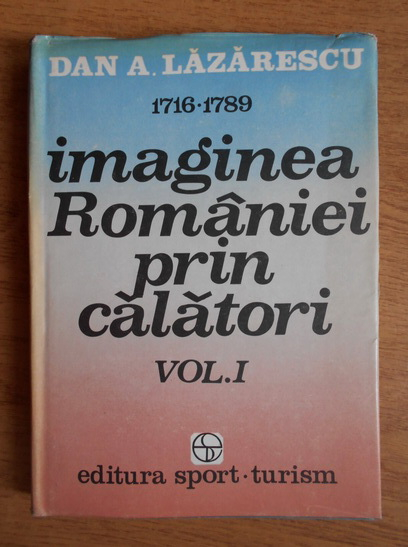 DAN A. LĂZĂRESCU
1716·1789
imaginea
României
prin
călători
VOL.I
editura sport·turism